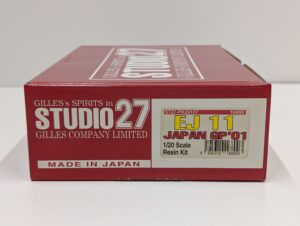 GILLES's SPIRITS in
STUDIO27
GILLES COMPANY LIMITED
MADE IN JAPAN
EJ 11
JAPAN GP'01
1/20 Scale
Resin Kit
STUDIO27